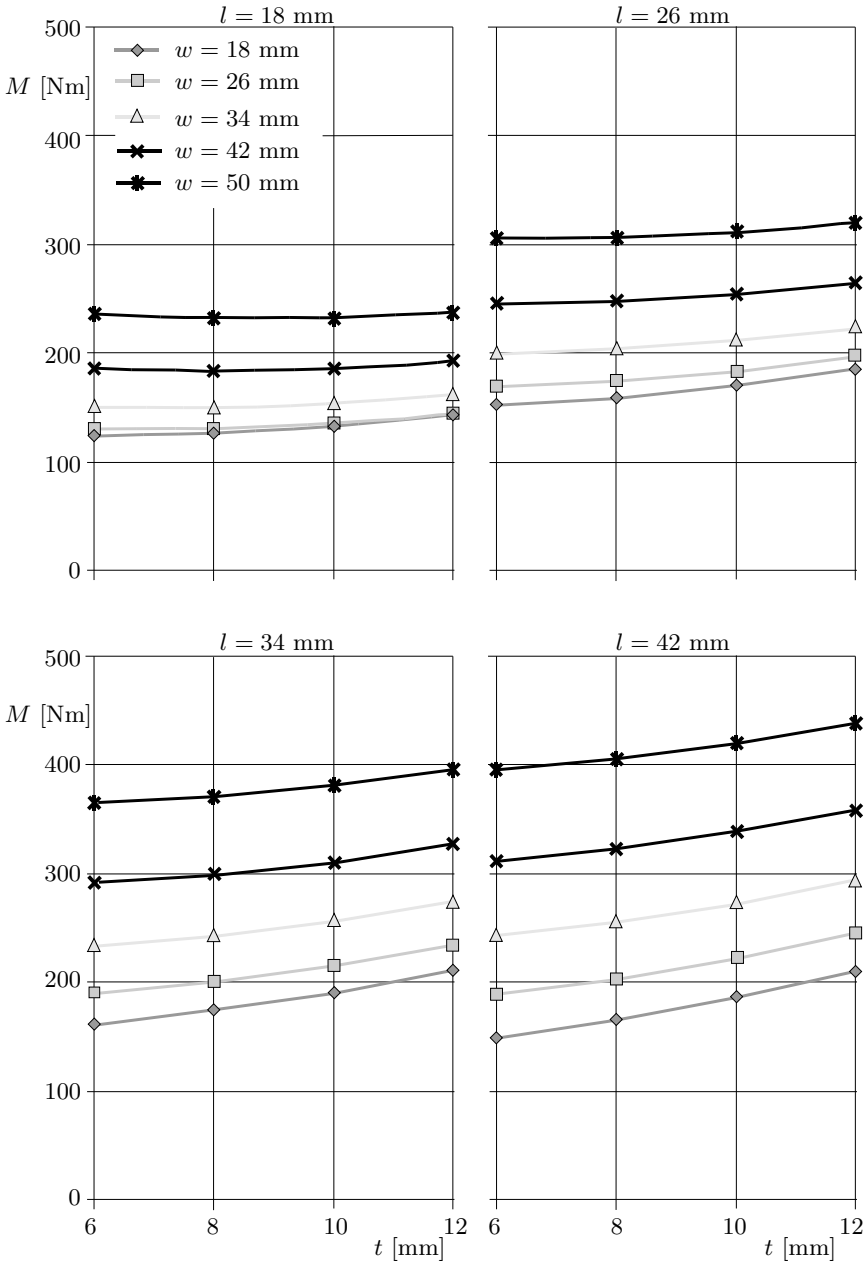 l = 18 mm
l = 26 mm
500
w = 18 mm
M [Nm]
w = 26 mm
w = 34 mm
400
w = 42 mm
w = 50 mm
300
200
100
0
l = 34 mm
l = 42 mm
500
M [Nm]
400
300
200
100
0
6
8
10
12
6
8
10
12
t [mm]
t [mm]